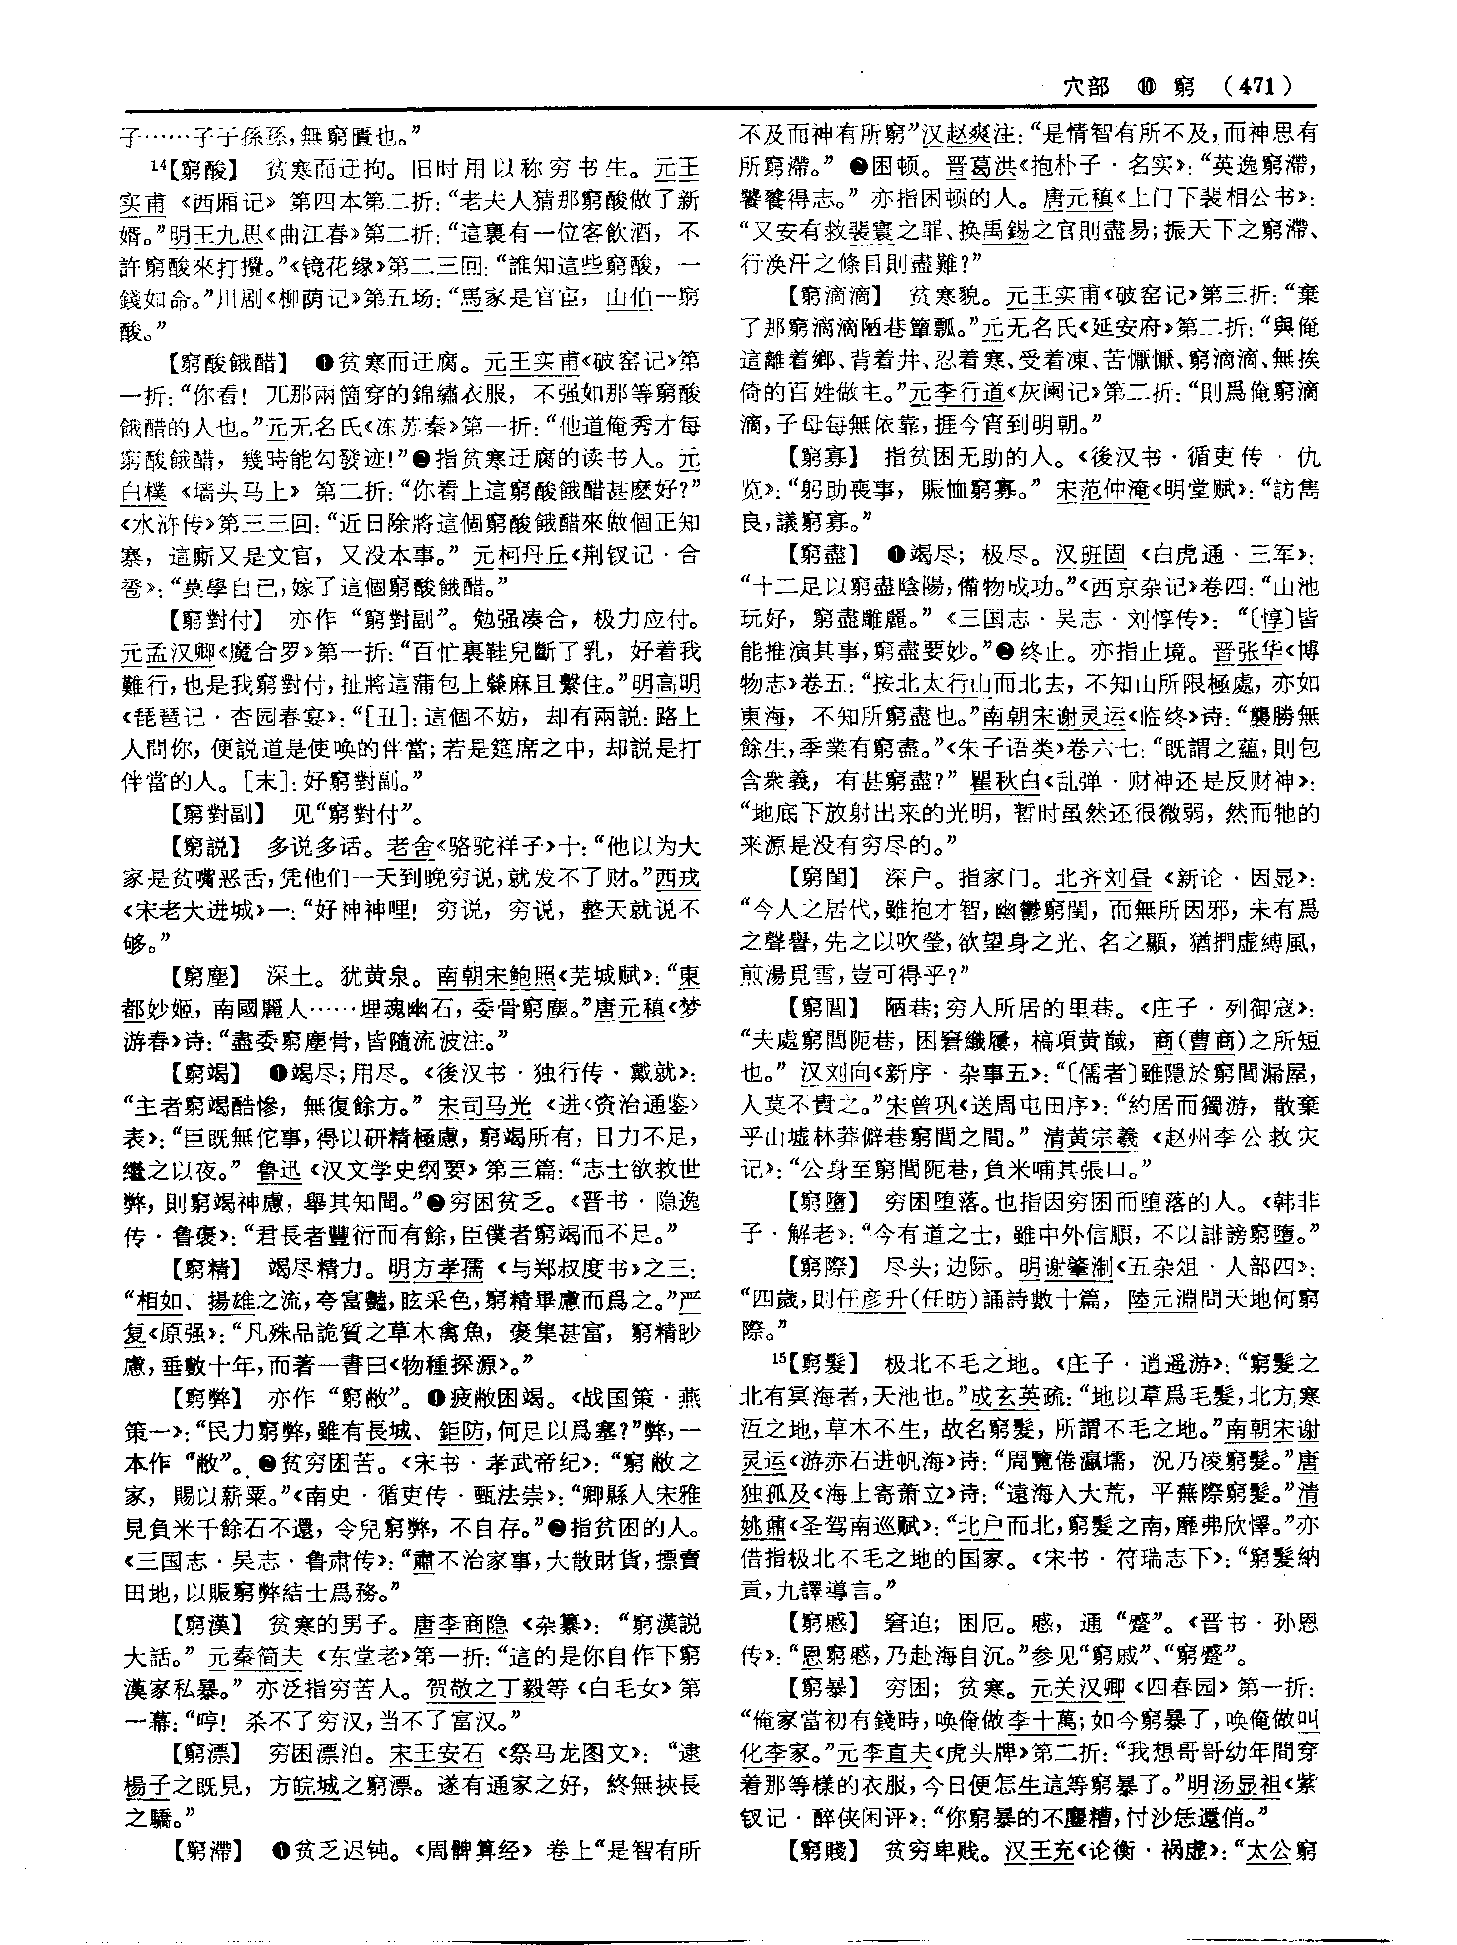 穴部 ⑩ 窮 （471）
子……子子孫孫，無窮匱也。”
14【窮酸】 贫寒而迂拘。旧时用以称穷书生。元王
实甫《西厢记》第四本第二折：“老夫人猜那窮酸做了新
婿。”明王九思《曲江春》第二折：“這裏有一位客飲酒，不
許窮酸來打攪。”《镜花缘》第二三回：“誰知這些窮酸，一
錢如命。”川剧《柳荫记》第五场：“馬家是官宦，山伯一窮
酸。”
【窮酸餓醋】 ❶贫寒而迂腐。元王实甫《破窑记》第
一折：“你看！兀那兩箇穿的錦繡衣服，不强如那等窮酸
餓醋的人也。”元无名氏《冻苏秦》第一折：“他道俺秀才每
窮酸餓醋，幾時能勾發迹！”❷指贫寒迂腐的读书人。元
白樸《墙头马上》第二折：“你看上這窮酸餓醋甚麽好？”
《水浒传》第三三回：“近日除將這個窮酸餓醋來做個正知
寨，這廝又是文官，又没本事。”元柯丹丘《荆钗记·合
卺》：“莫學自己，嫁了這個窮酸餓醋。”
【窮對付】 亦作“窮對副”。勉强凑合，极力应付。
元孟汉卿《魔合罗》第一折：“百忙裏鞋兒斷了乳，好着我
難行，也是我窮對付，扯將這蒲包上蘃麻且繫住。”明高明
《琵琶记·杏园春宴》：“［丑］：這個不妨，却有兩説：路上
人問你，便説道是使唤的伴當；若是筵席之中，却説是打
伴當的人。［末］：好窮對副。”
【窮對副】 见“窮對付”。
【窮説】 多说多话。老舍《骆驼祥子》十：“他以为大
家是贫嘴恶舌，凭他们一天到晚穷说，就发不了财。”西戎
《宋老大进城》一：“好神神哩！穷说，穷说，整天就说不
够。”
【窮塵】 深土。犹黄泉。南朝宋鲍照《芜城赋》：“東
都妙姬，南國麗人……埋魂幽石，委骨窮塵。”唐元稹《梦
游春》诗：“盡委窮塵骨，皆隨流波注。”
【窮竭】 ❶竭尽；用尽。《後汉书·独行传·戴就》：
“主者窮竭酷慘，無復餘方。”宋司马光《进〈资治通鉴〉
表》：“臣既無佗事，得以研精極慮，窮竭所有，日力不足，
繼之以夜。”鲁迅《汉文学史纲要》第三篇：“志士欲救世
弊，則窮竭神慮，舉其知聞。”❷穷困贫乏。《晋书·隐逸
传·鲁褒》：“君長者豐衍而有餘，臣僕者窮竭而不足。”
【窮精】 竭尽精力。明方孝孺《与郑叔度书》之三：
“相如、揚雄之流，夸富豔，眩采色，窮精畢慮而爲之。”严
复《原强》：“凡殊品詭質之草木禽魚，褒集甚富，窮精眇
慮，垂數十年，而著一書曰《物種探源》。”
【窮弊】 亦作“窮敝”。❶疲敝困竭。《战国策·燕
策一》：“民力窮弊，雖有長城、鉅防，何足以爲塞？”弊，一
本作“敝”。❷贫穷困苦。《宋书·孝武帝纪》：“窮敝之
家，賜以薪粟。”《南史·循吏传·甄法崇》：“卿縣人宋雅
見負米千餘石不還，令兒窮弊，不自存。”❸指贫困的人。
《三国志·吴志·鲁肃传》：“肅不治家事，大散財貨，摽賣
田地，以賑窮弊結士爲務。”
【窮漢】 贫寒的男子。唐李商隐《杂纂》：“窮漢説
大話。”元秦简夫《东堂老》第一折：“這的是你自作下窮
漢家私暴。”亦泛指穷苦人。贺敬之丁毅等《白毛女》第
一幕：“哼！杀不了穷汉，当不了富汉。”
【窮漂】 穷困漂泊。宋王安石《祭马龙图文》：“逮
楊子之既見，方皖城之窮漂。遂有通家之好，終無挾長
之驕。”
【窮滯】 ❶贫乏迟钝。《周髀算经》卷上“是智有所
不及而神有所窮”汉赵爽注：“是情智有所不及，而神思有
所窮滯。”❷困顿。晋葛洪《抱朴子·名实》：“英逸窮滯，
饕餮得志。”亦指困顿的人。唐元稹《上门下裴相公书》：
“又安有救裴寰之罪、换禹錫之官則盡易；振天下之窮滯、
行涣汗之條目則盡難？”
【窮滴滴】 贫寒貌。元王实甫《破窑记》第三折：“棄
了那窮滴滴陋巷簞瓢。”元无名氏《延安府》第二折：“與俺
這離着鄉、背着井、忍着寒、受着凍、苦懨懨、窮滴滴、無挨
倚的百姓做主。”元李行道《灰阑记》第二折：“則爲俺窮滴
滴，子母每無依靠，捱今宵到明朝。”
【窮寡】 指贫困无助的人。《後汉书·循吏传·仇
览》：“躬助喪事，賑恤窮寡。”宋范仲淹《明堂赋》：“訪雋
良，議窮寡。”
【窮盡】 ❶竭尽；极尽。汉班固《白虎通·三军》：
“十二足以窮盡陰陽，備物成功。”《西京杂记》卷四：“山池
玩好，窮盡雕麗。”《三国志·吴志·刘惇传》：“〔惇〕皆
能推演其事，窮盡要妙。”❷终止。亦指止境。晋张华《博
物志》卷五：“按北太行山而北去，不知山所限極處，亦如
東海，不知所窮盡也。”南朝宋谢灵运《临终》诗：“龔勝無
餘生，季業有窮盡。”《朱子语类》卷六七：“既謂之蘊，則包
含衆義，有甚窮盡？”瞿秋白《乱弹·财神还是反财神》：
“地底下放射出来的光明，暂时虽然还很微弱，然而牠的
来源是没有穷尽的。”
【窮閨】 深户。指家门。北齐刘昼《新论·因显》：
“今人之居代，雖抱才智，幽鬱窮閨，而無所因邪，未有爲
之聲譽，先之以吹瑩，欲望身之光、名之顯，猶捫虚縛風，
煎湯覓雪，豈可得乎？”
【窮閭】 陋巷；穷人所居的里巷。《庄子·列御寇》：
“夫處窮閭阨巷，困窘織屨，槁項黄馘，商（曹商）之所短
也。”汉刘向《新序·杂事五》：“〔儒者〕雖隱於窮閭漏屋，
人莫不貴之。”宋曾巩《送周屯田序》：“約居而獨游，散棄
乎山墟林莽僻巷窮閭之間。”清黄宗羲《赵州李公救灾
记》：“公身至窮閭阨巷，負米哺其張口。”
【窮墮】 穷困堕落。也指因穷困而堕落的人。《韩非
子·解老》：“今有道之士，雖中外信順，不以誹謗窮墮。”
【窮際】 尽头；边际。明谢肇淛《五杂俎·人部四》：
“四歲，則任彦升（任昉）誦詩數十篇，陸元淵問天地何窮
際。”
15【窮髮】 极北不毛之地。《庄子·逍遥游》：“窮髮之
北有冥海者，天池也。”成玄英疏：“地以草爲毛髮，北方寒
沍之地，草木不生，故名窮髮，所謂不毛之地。”南朝宋谢
灵运《游赤石进帆海》诗：“周覽倦瀛壖，況乃凌窮髮。”唐
独孤及《海上寄萧立》诗：“遠海入大荒，平蕪際窮髮。”清
姚鼐《圣驾南巡赋》：“北户而北，窮髮之南，靡弗欣懌。”亦
借指极北不毛之地的国家。《宋书·符瑞志下》：“窮髮納
貢，九譯導言。”
【窮慼】 窘迫；困厄。慼，通“蹙”。《晋书·孙恩
传》：“恩窮慼，乃赴海自沉。”参见“窮戚”、“窮蹙”。
【窮暴】 穷困；贫寒。元关汉卿《四春园》第一折：
“俺家當初有錢時，唤俺做李十萬；如今窮暴了，唤俺做叫
化李家。”元李直夫《虎头牌》第二折：“我想哥哥幼年間穿
着那等樣的衣服，今日便怎生這等窮暴了。”明汤显祖《紫
钗记·醉侠闲评》：“你窮暴的不鏖糟，忖沙恁還俏。”
【窮賤】 贫穷卑贱。汉王充《论衡·祸虚》：“太公窮